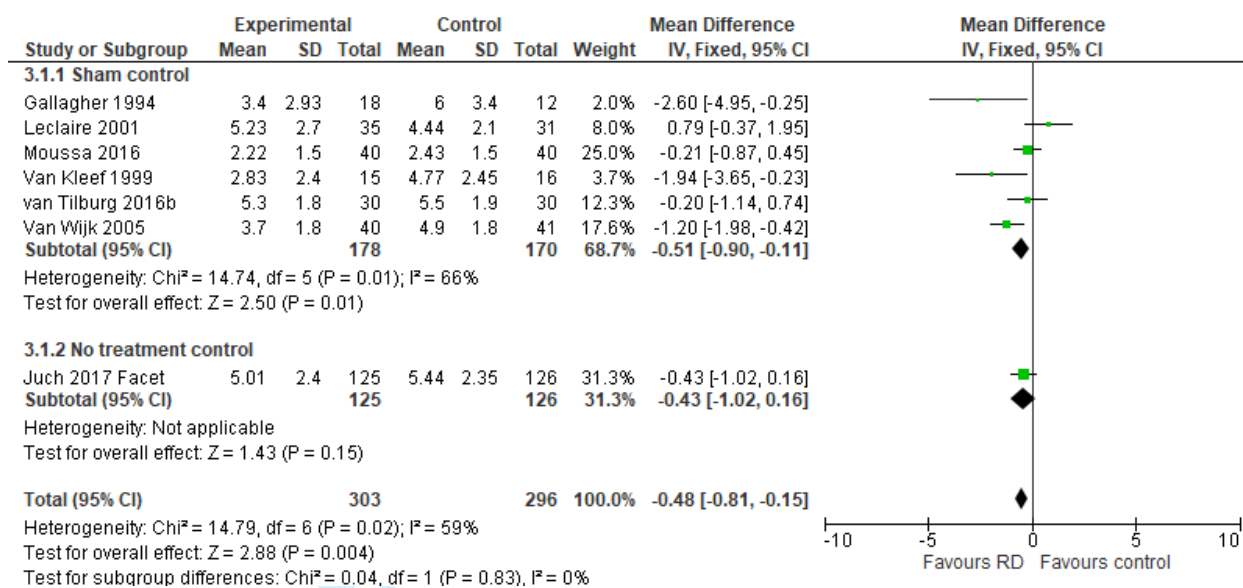 Experimental Control Mean Difference Mean Difference
Study or Subgroup Mean SD Total Mean SD Total Weight IV, Fixed, 95% CI IV, Fixed, 95% CI
3.1.1 Sham control
Gallagher 1994 3.4 2.93 18 6 3.4 12 2.0% -2.60 [-4.95, -0.25]
Leclaire 2001 5.23 2.7 35 4.44 2.1 31 8.0% 0.79 [-0.37, 1.95]
Moussa 2016 2.22 1.5 40 2.43 1.5 40 25.0% -0.21 [-0.87, 0.45]
Van Kleef 1999 2.83 2.4 15 4.77 2.45 16 3.7% -1.94 [-3.65, -0.23]
van Tilburg 2016b 5.3 1.8 30 5.5 1.9 30 12.3% -0.20 [-1.14, 0.74]
Van Wijk 2005 3.7 1.8 40 4.9 1.8 41 17.6% -1.20 [-1.98, -0.42]
Subtotal (95% CI) 178 170 68.7% -0.51 [-0.90, -0.11]
Heterogeneity: Chi² = 14.74, df = 5 (P = 0.01); I² = 66%
Test for overall effect: Z = 2.50 (P = 0.01)
3.1.2 No treatment control
Juch 2017 Facet 5.01 2.4 125 5.44 2.35 126 31.3% -0.43 [-1.02, 0.16]
Subtotal (95% CI) 125 126 31.3% -0.43 [-1.02, 0.16]
Heterogeneity: Not applicable
Test for overall effect: Z = 1.43 (P = 0.15)
Total (95% CI) 303 296 100.0% -0.48 [-0.81, -0.15]
Heterogeneity: Chi² = 14.79, df = 6 (P = 0.02); I² = 59%
Test for overall effect: Z = 2.88 (P = 0.004)
Test for subgroup differences: Chi² = 0.04, df = 1 (P = 0.83), I² = 0%
-10 -5 0 5 10
Favours RD Favours control